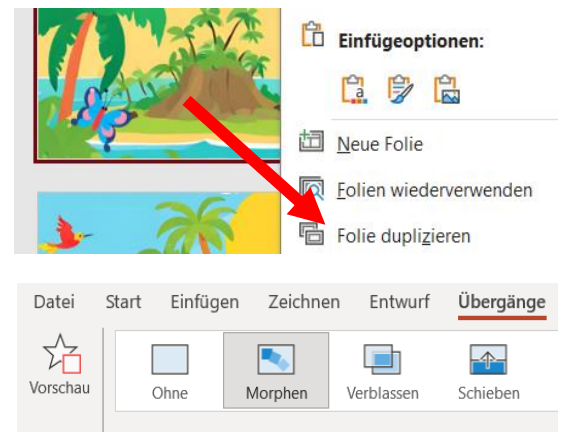 Einfügeoptionen:
a
Neue Folie
Folien wiederverwenden
Folie duplizieren
Datei Start Einfügen Zeichnen Entwurf Übergänge
Vorschau Ohne Morphen Verblassen Schieben